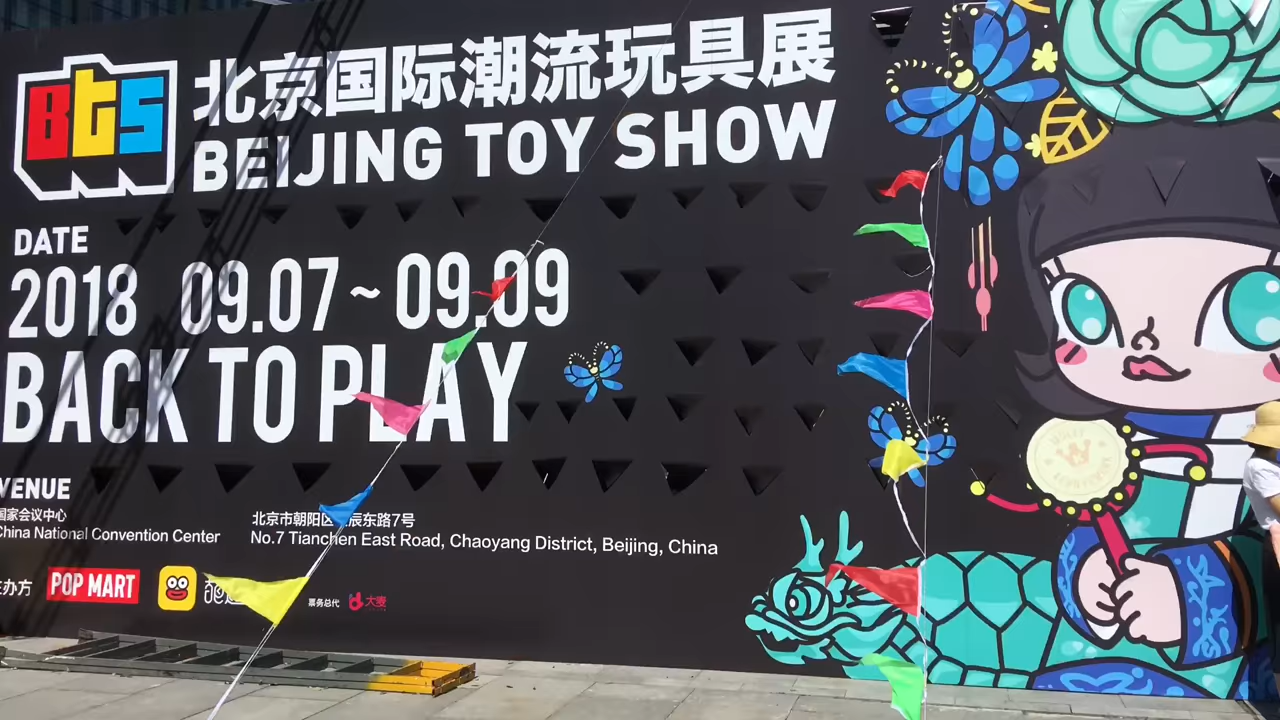 BTS
北京国际潮流玩具展
BEIJING TOY SHOW
DATE
2018 09.07~09.09
BACK TO PLAY
VENUE
国家会议中心
China National Convention Center
北京市朝阳区 辰东路7号
No.7 Tianchen East Road, Chaoyang District, Beijing, China
主办方
POP MART
票务总代
大麦